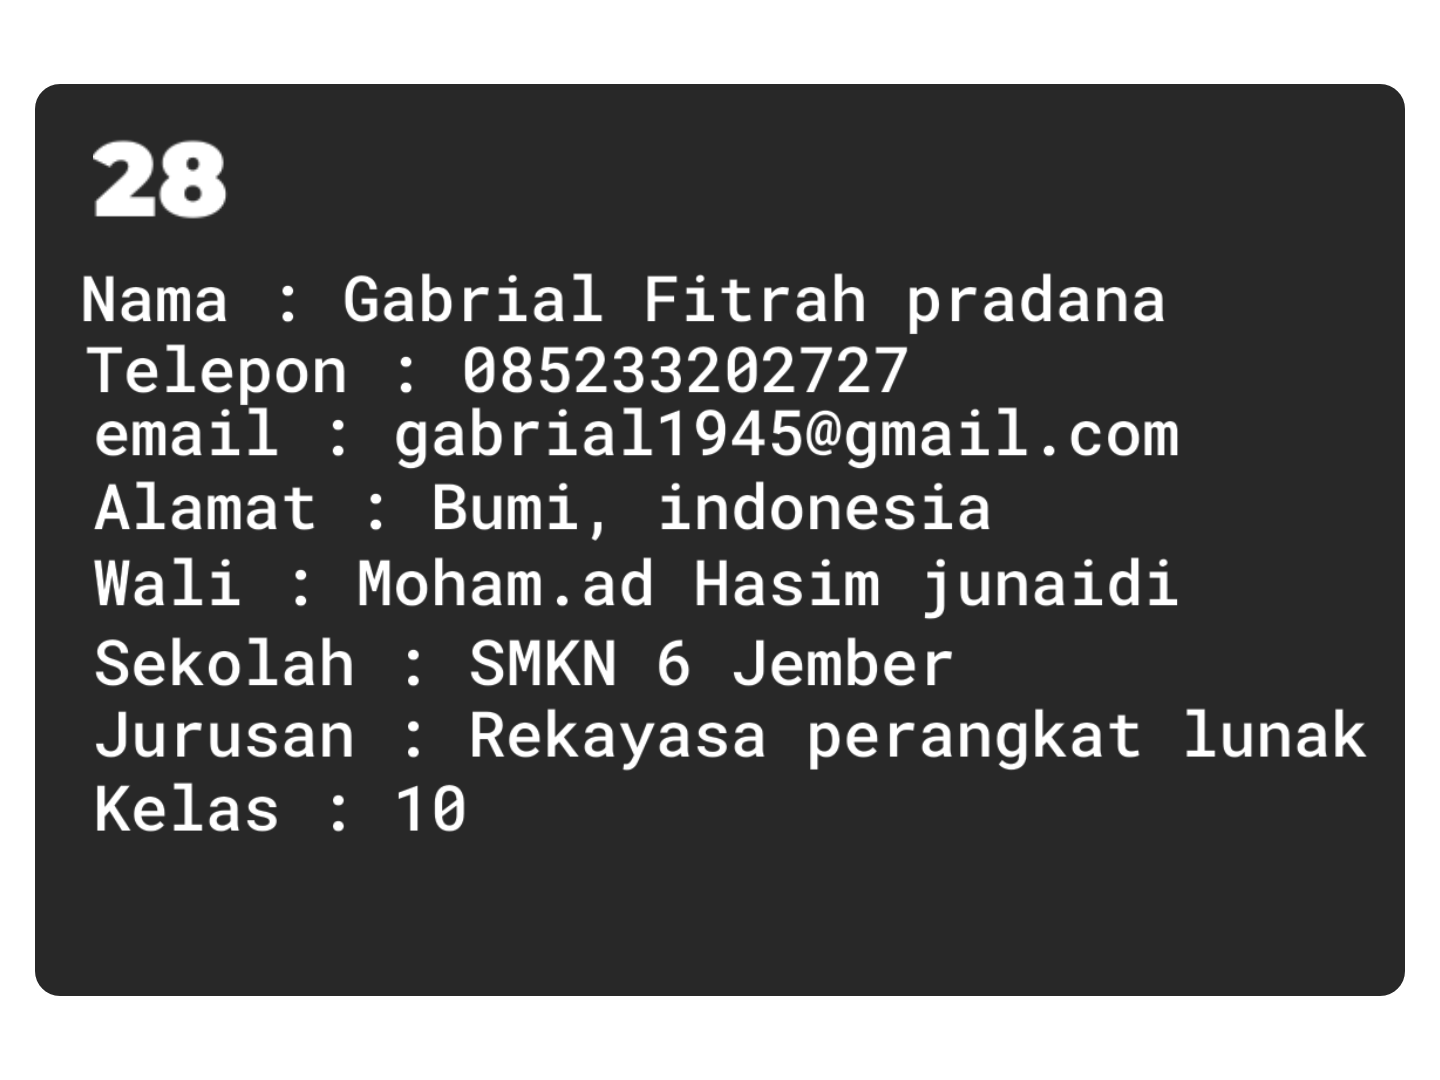 28
Nama : Gabrial Fitrah pradana
Telepon : 085233202727
email : gabrial1945@gmail.com
Alamat : Bumi, indonesia
Wali : Moham.ad Hasim junaidi
Sekolah : SMKN 6 Jember
Jurusan : Rekayasa perangkat lunak
Kelas : 10